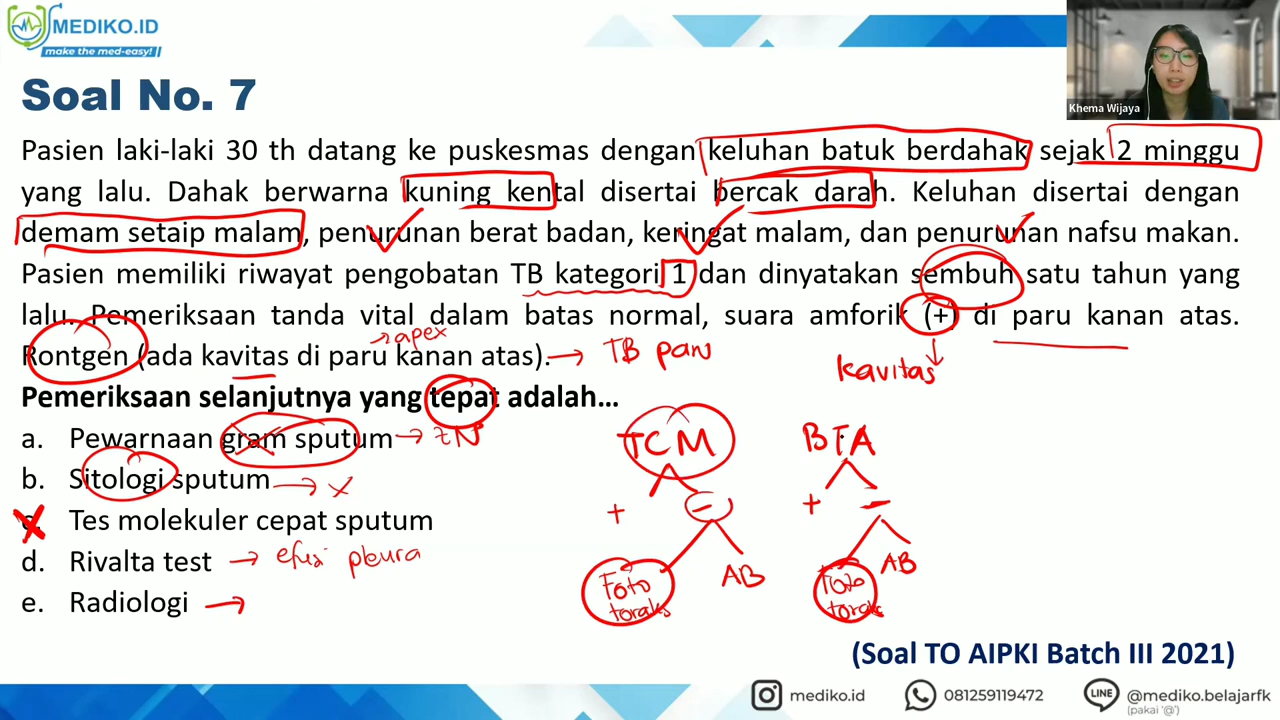 MEDIKO.ID
make the med-easy!
Khema Wijaya
Soal No. 7
Pasien laki-laki 30 th datang ke puskesmas dengan keluhan batuk berdahak sejak 2 minggu
yang lalu. Dahak berwarna kuning kental disertai bercak darah. Keluhan disertai dengan
demam setaip malam, penurunan berat badan, keringat malam, dan penurunan nafsu makan.
Pasien memiliki riwayat pengobatan TB kategori 1 dan dinyatakan sembuh satu tahun yang
lalu. Pemeriksaan tanda vital dalam batas normal, suara amforik (+) di paru kanan atas.
→ apex
Rontgen (ada kavitas di paru kanan atas). → TB paru
kavitas
Pemeriksaan selanjutnya yang tepat adalah...
a. Pewarnaan gram sputum → ZN
b. Sitologi sputum → x
c. Tes molekuler cepat sputum
d. Rivalta test → efusi pleura
e. Radiologi →
TCM BTA
+ - + -
Foto toraks AB Foto toraks AB
(Soal TO AIPKI Batch III 2021)
mediko.id 081259119472 LINE @mediko.belajarfk
(pakai '@')